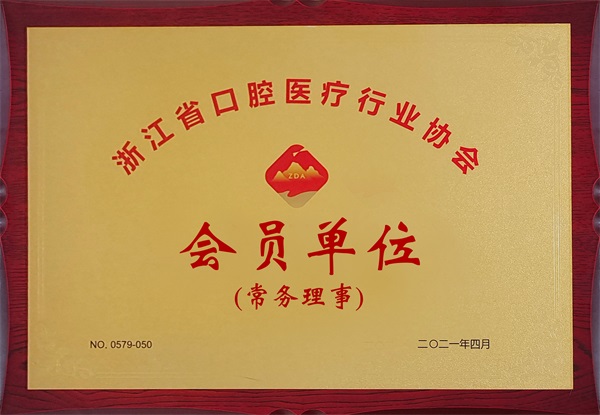 浙江省口腔医疗行业协会
ZDA
会员单位
(常务理事)
NO. 0579-050
二〇二一年四月